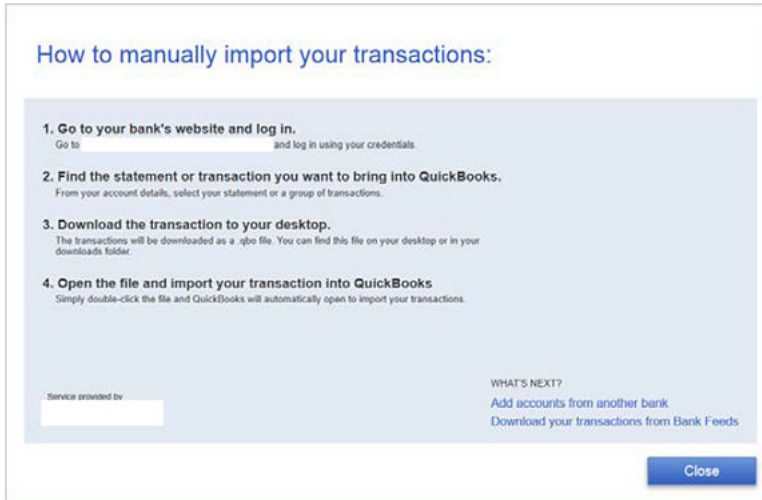 How to manually import your transactions:
1. Go to your bank's website and log in.
Go to and log in using your credentials.
2. Find the statement or transaction you want to bring into QuickBooks.
From your account details, select your statement or a group of transactions.
3. Download the transaction to your desktop.
The transactions will be downloaded as a .qbo file. You can find this file on your desktop or in your
downloads folder.
4. Open the file and import your transaction into QuickBooks
Simply double-click the file and QuickBooks will automatically open to import your transactions.
WHAT'S NEXT?
Service provided by
Add accounts from another bank
Download your transactions from Bank Feeds
Close